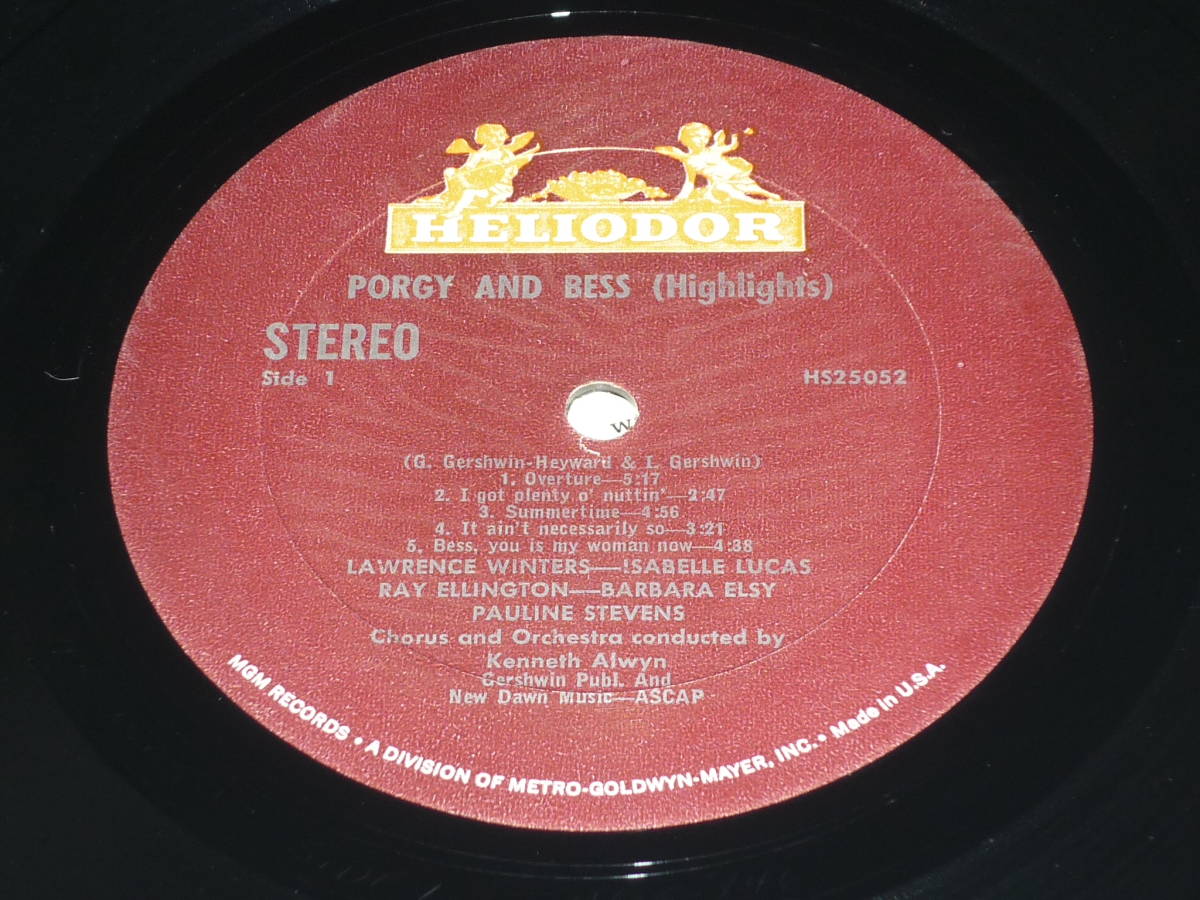 HELIODOR
PORGY AND BESS (Highlights)
STEREO
Side 1
HS25052
W
(G. Gershwin-Heyward & I. Gershwin)
1. Overture—5:17
2. I got plenty o' nuttin'—2:47
3. Summertime—4:56
4. It ain't necessarily so—3:21
5. Bess, you is my woman now—4:38
LAWRENCE WINTERS—ISABELLE LUCAS
RAY ELLINGTON—BARBARA ELSY
PAULINE STEVENS
Chorus and Orchestra conducted by
Kenneth Alwyn
Gershwin Publ. And
New Dawn Music—ASCAP
MGM RECORDS • A DIVISION OF METRO-GOLDWYN-MAYER, INC. • Made in U.S.A.